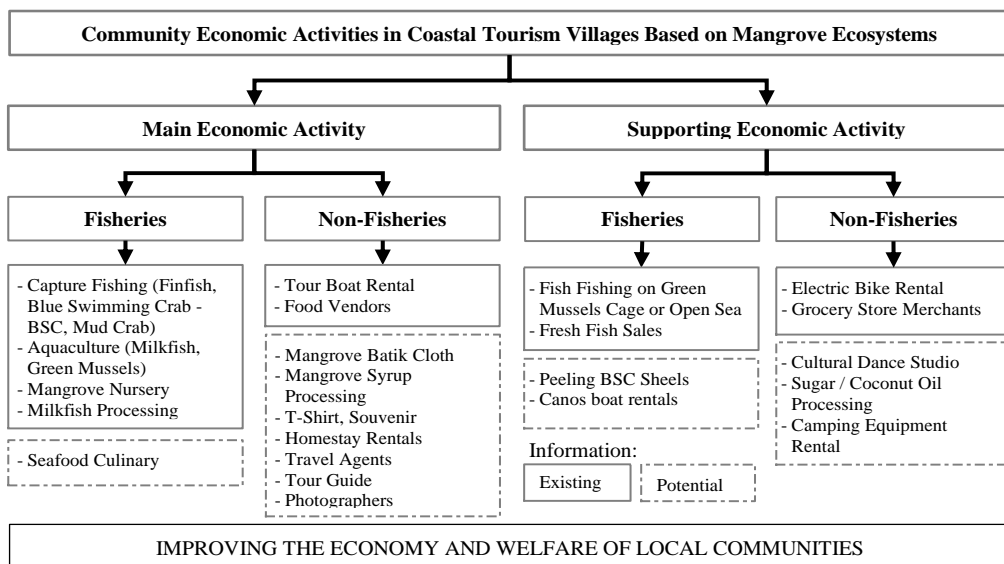 Community Economic Activities in Coastal Tourism Villages Based on Mangrove Ecosystems
Main Economic Activity
Supporting Economic Activity
Fisheries
Non-Fisheries
Fisheries
Non-Fisheries
- Capture Fishing (Finfish,
Blue Swimming Crab -
BSC, Mud Crab)
- Aquaculture (Milkfish,
Green Mussels)
- Mangrove Nursery
- Milkfish Processing
- Seafood Culinary
- Tour Boat Rental
- Food Vendors
- Mangrove Batik Cloth
- Mangrove Syrup
Processing
- T-Shirt, Souvenir
- Homestay Rentals
- Travel Agents
- Tour Guide
- Photographers
- Fish Fishing on Green
Mussels Cage or Open Sea
- Fresh Fish Sales
- Peeling BSC Sheels
- Canos boat rentals
- Electric Bike Rental
- Grocery Store Merchants
- Cultural Dance Studio
- Sugar / Coconut Oil
Processing
- Camping Equipment
Rental
Information:
Existing
Potential
IMPROVING THE ECONOMY AND WELFARE OF LOCAL COMMUNITIES